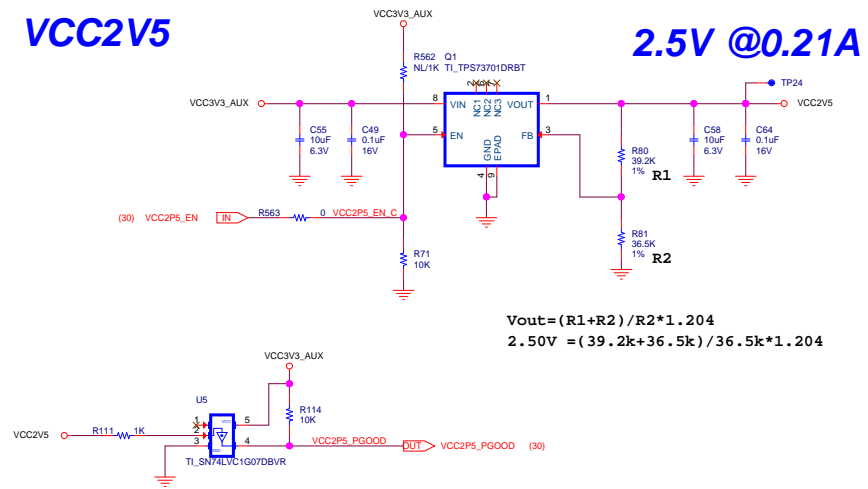 VCC2V5
2.5V @0.21A
VCC3V3_AUX
R562
NL/1K
Q1
TI_TPS73701DRBT
TP24
VCC3V3_AUX
8
VIN
2
6
7
NC1
NC2
NC3
VOUT
1
VCC2V5
C55
10uF
6.3V
C49
0.1uF
16V
5
EN
GND
EPAD
FB
3
4
9
R80
39.2K
1%
R1
C58
10uF
6.3V
C64
0.1uF
16V
(30) VCC2P5_EN
IN
R563
0
VCC2P5_EN_C
R71
10K
R81
36.5K
1%
R2
Vout=(R1+R2)/R2*1.204
2.50V =(39.2k+36.5k)/36.5k*1.204
VCC3V3_AUX
U5
VCC2V5
R111
1K
1
2
3
VCC
GND
5
4
R114
10K
VCC2P5_PGOOD
OUT
VCC2P5_PGOOD (30)
TI_SN74LVC1G07DBVR